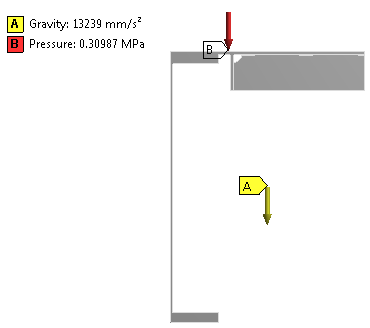 A Gravity: 13239 mm/s²
B Pressure: 0.30987 MPa
B
A